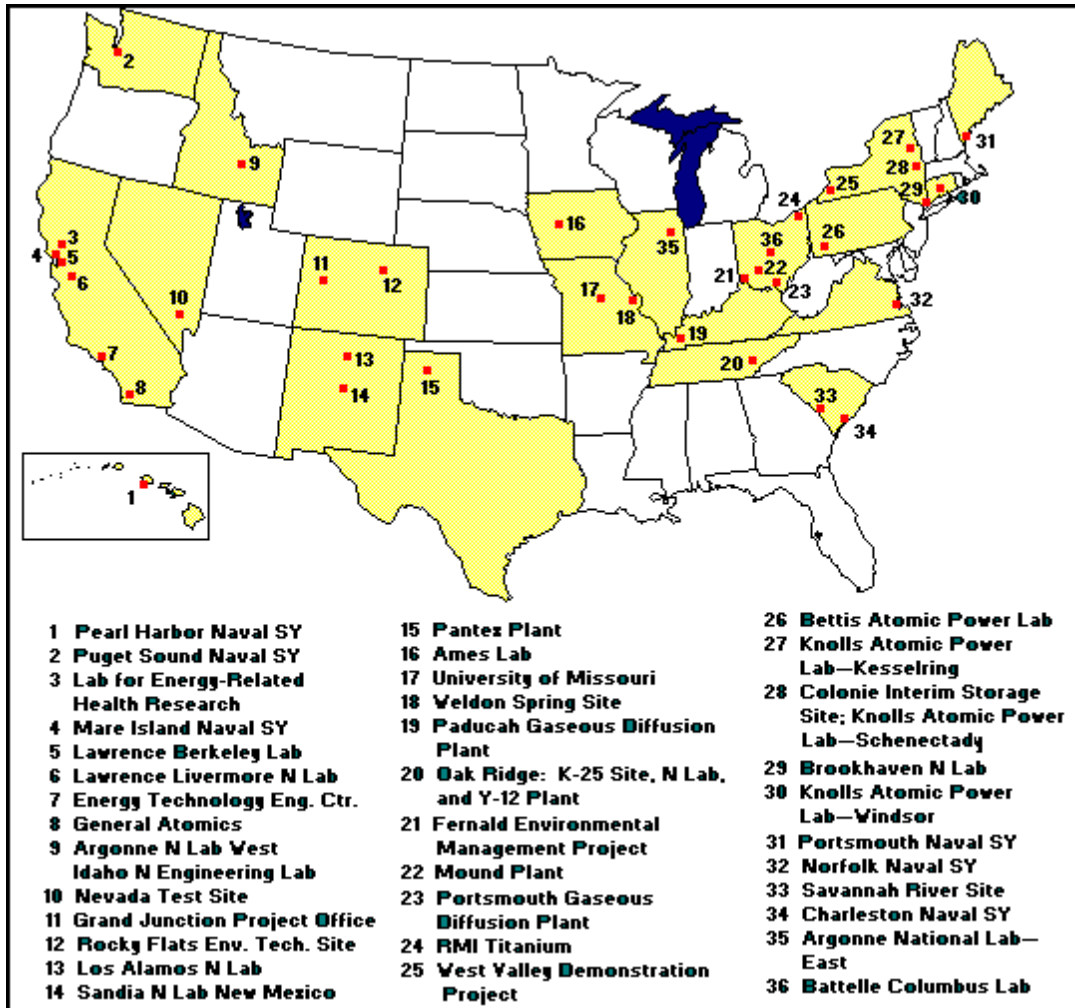 2
9
3
4
5
6
7
8
10
11
12
13
14
15
16
17
18
35
36
21
22
23
24
25
26
27
28
29
30
31
32
19
20
33
34
1
1 Pearl Harbor Naval SY
2 Puget Sound Naval SY
3 Lab for Energy-Related
Health Research
4 Mare Island Naval SY
5 Lawrence Berkeley Lab
6 Lawrence Livermore N Lab
7 Energy Technology Eng. Ctr.
8 General Atomics
9 Argonne N Lab West
Idaho N Engineering Lab
10 Nevada Test Site
11 Grand Junction Project Office
12 Rocky Flats Env. Tech. Site
13 Los Alamos N Lab
14 Sandia N Lab New Mexico
15 Pantex Plant
16 Ames Lab
17 University of Missouri
18 Weldon Spring Site
19 Paducah Gaseous Diffusion
Plant
20 Oak Ridge: K-25 Site, N Lab,
and Y-12 Plant
21 Fernald Environmental
Management Project
22 Mound Plant
23 Portsmouth Gaseous
Diffusion Plant
24 RMI Titanium
25 West Valley Demonstration
Project
26 Bettis Atomic Power Lab
27 Knolls Atomic Power
Lab—Kesselring
28 Colonie Interim Storage
Site; Knolls Atomic Power
Lab—Schenectady
29 Brookhaven N Lab
30 Knolls Atomic Power
Lab—Windsor
31 Portsmouth Naval SY
32 Norfolk Naval SY
33 Savannah River Site
34 Charleston Naval SY
35 Argonne National Lab—
East
36 Battelle Columbus Lab